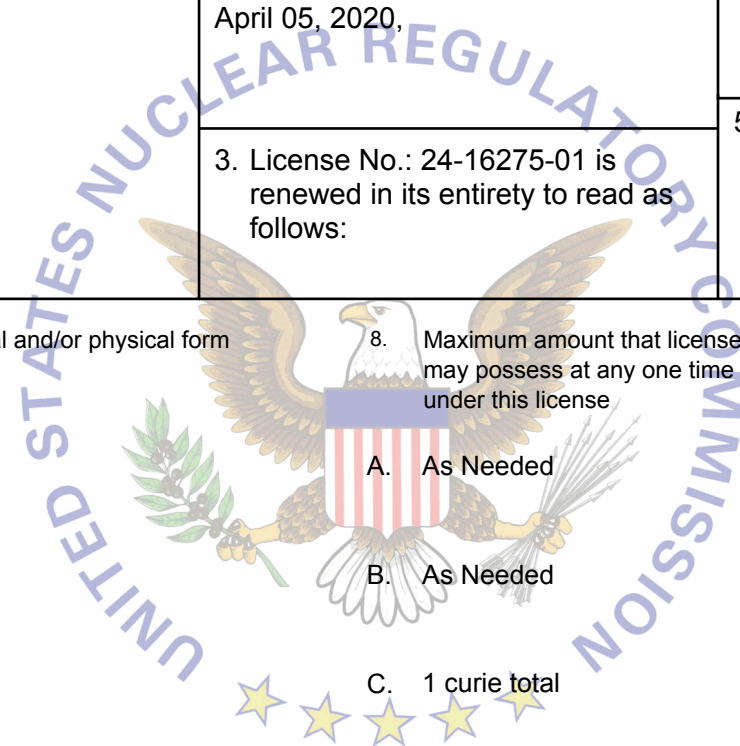 April 05, 2020,
5
3. License No.: 24-16275-01 is
renewed in its entirety to read as
follows:
l and/or physical form
8. Maximum amount that license
may possess at any one time
under this license
A. As Needed
B. As Needed
C. 1 curie total
UNITED STATES NUCLEAR REGULATORY COMMISSION